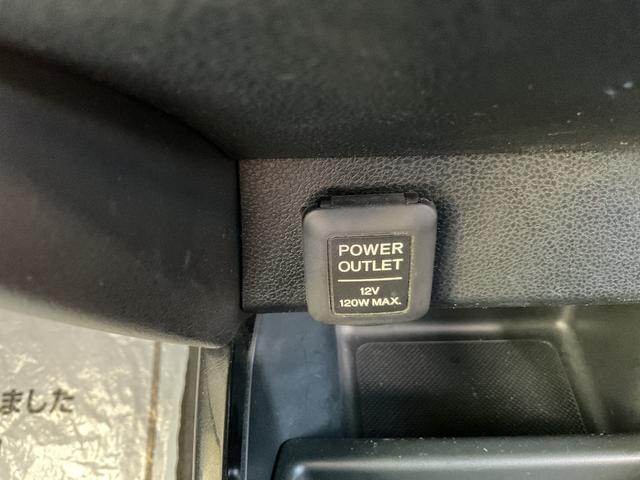 POWER
OUTLET
12V
120W MAX.
ました